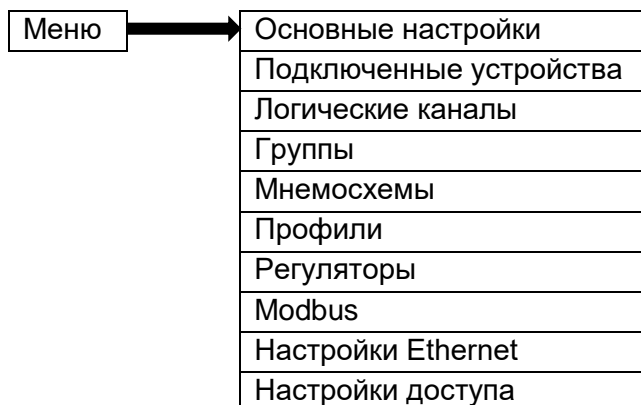 Меню
Основные настройки
Подключенные устройства
Логические каналы
Группы
Мнемосхемы
Профили
Регуляторы
Modbus
Настройки Ethernet
Настройки доступа